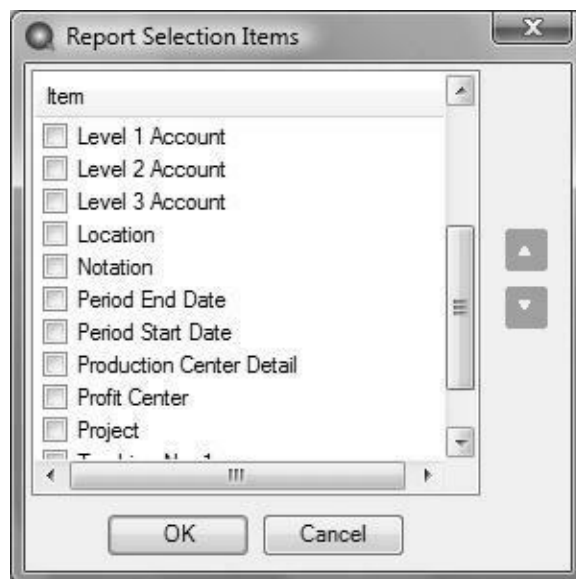 Report Selection Items
Item
Level 1 Account
Level 2 Account
Level 3 Account
Location
Notation
Period End Date
Period Start Date
Production Center Detail
Profit Center
Project
OK
Cancel